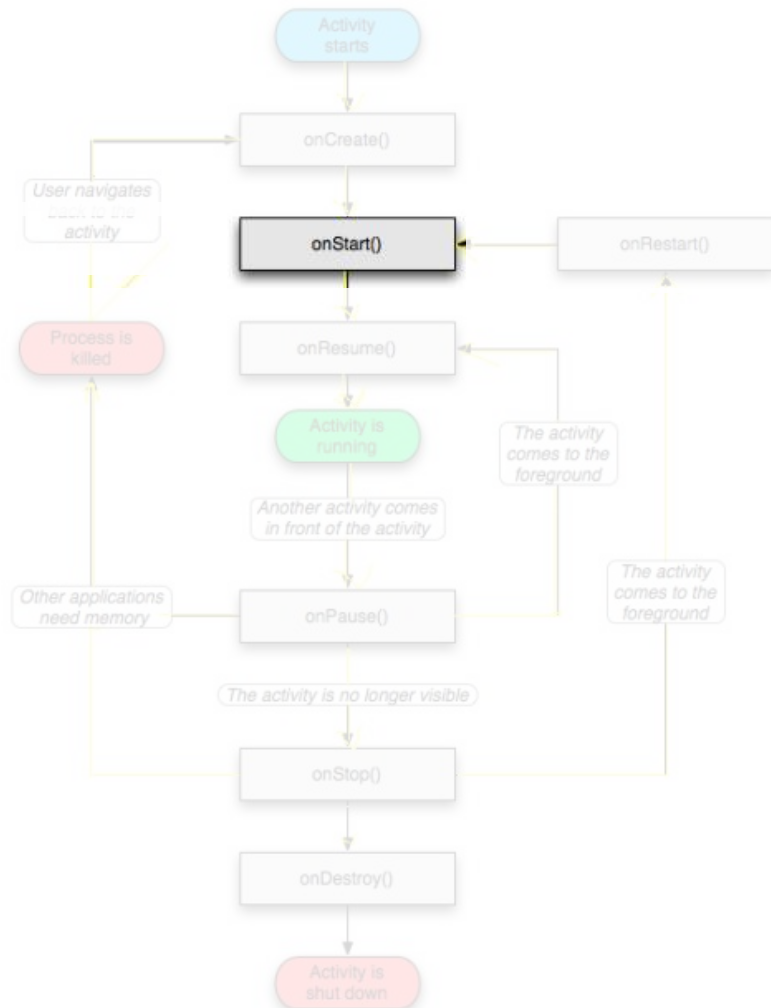 Activity
starts
onCreate()
User navigates
back to the
activity
onStart()
onRestart()
Process is
killed
onResume()
Activity is
running
The activity
comes to the
foreground
Another activity comes
in front of the activity
The activity
comes to the
foreground
Other applications
need memory
onPause()
The activity is no longer visible
onStop()
onDestroy()
Activity is
shut down